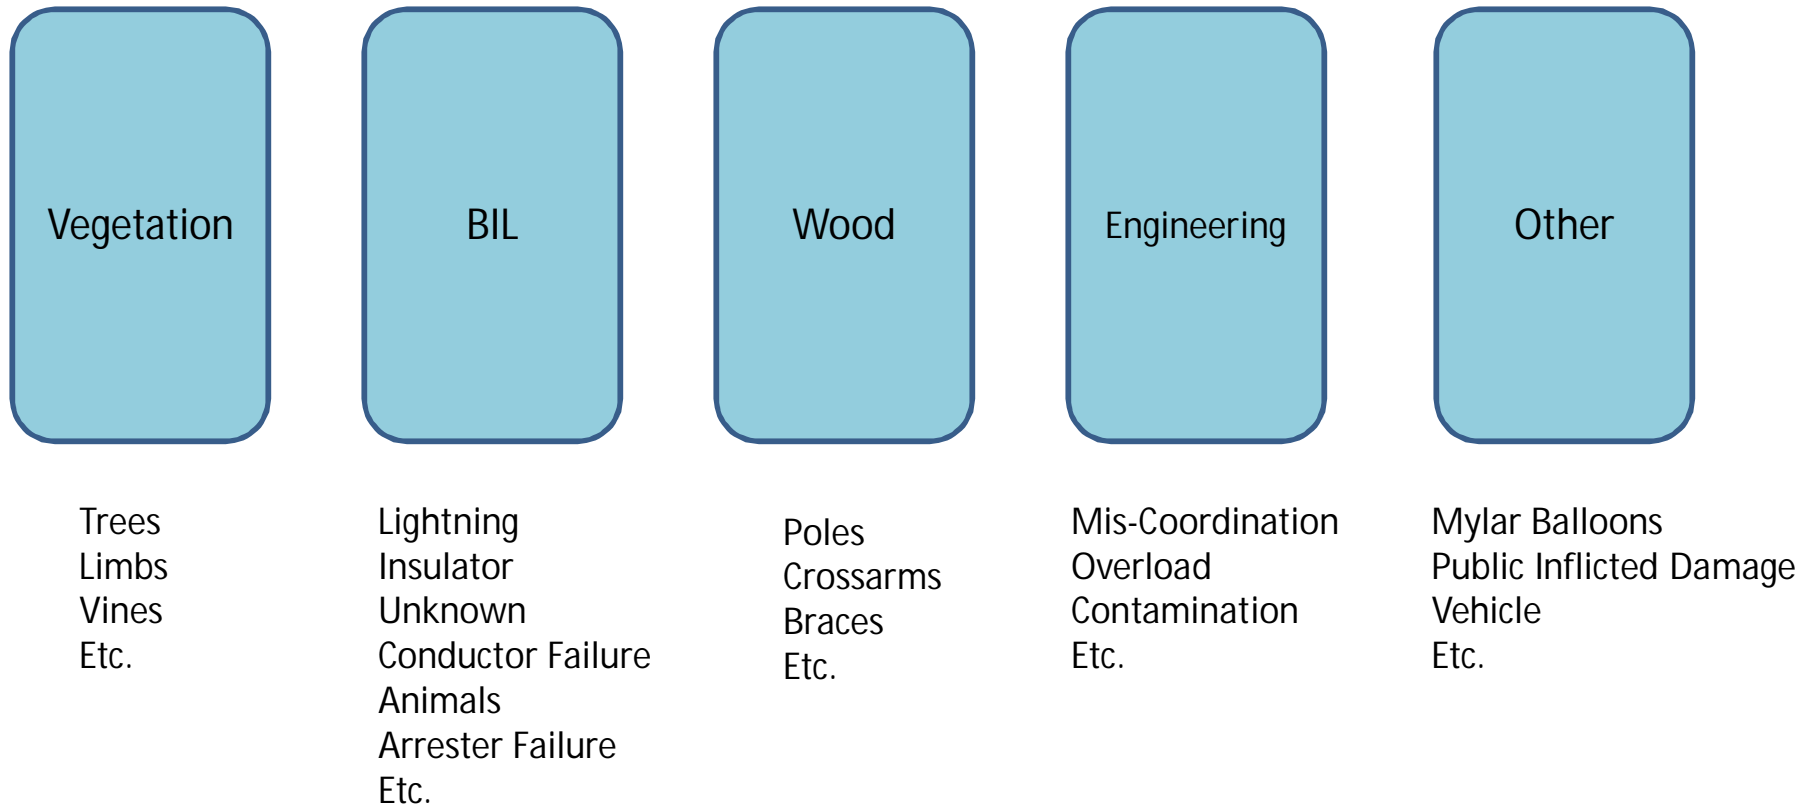 Vegetation
BIL
Wood
Engineering
Other
Trees
Limbs
Vines
Etc.
Lightning
Insulator
Unknown
Conductor Failure
Animals
Arrester Failure
Etc.
Poles
Crossarms
Braces
Etc.
Mis-Coordination
Overload
Contamination
Etc.
Mylar Balloons
Public Inflicted Damage
Vehicle
Etc.